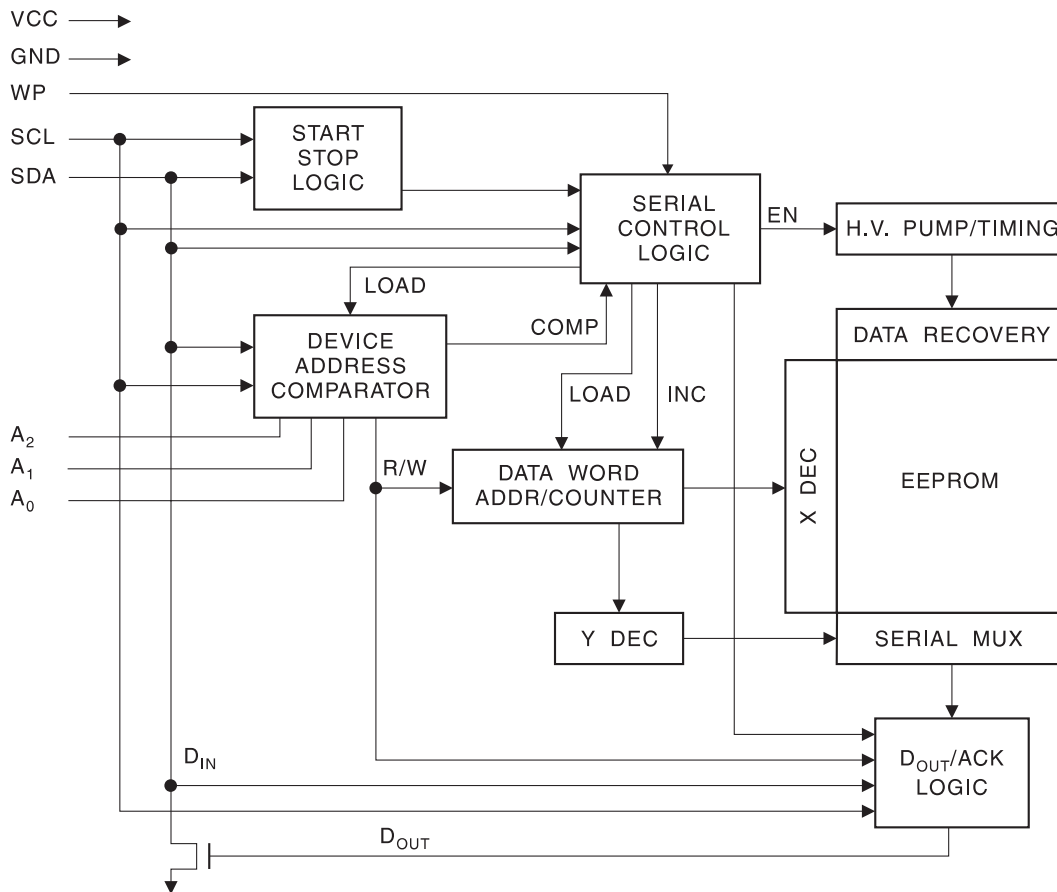 VCC
GND
WP
SCL
SDA
START
STOP
LOGIC
SERIAL
CONTROL
LOGIC
EN
H.V. PUMP/TIMING
LOAD
COMP
DEVICE
ADDRESS
COMPARATOR
DATA RECOVERY
LOAD
INC
A2
A1
A0
R/W
DATA WORD
ADDR/COUNTER
X DEC
EEPROM
Y DEC
SERIAL MUX
DIN
DOUT/ACK
LOGIC
DOUT